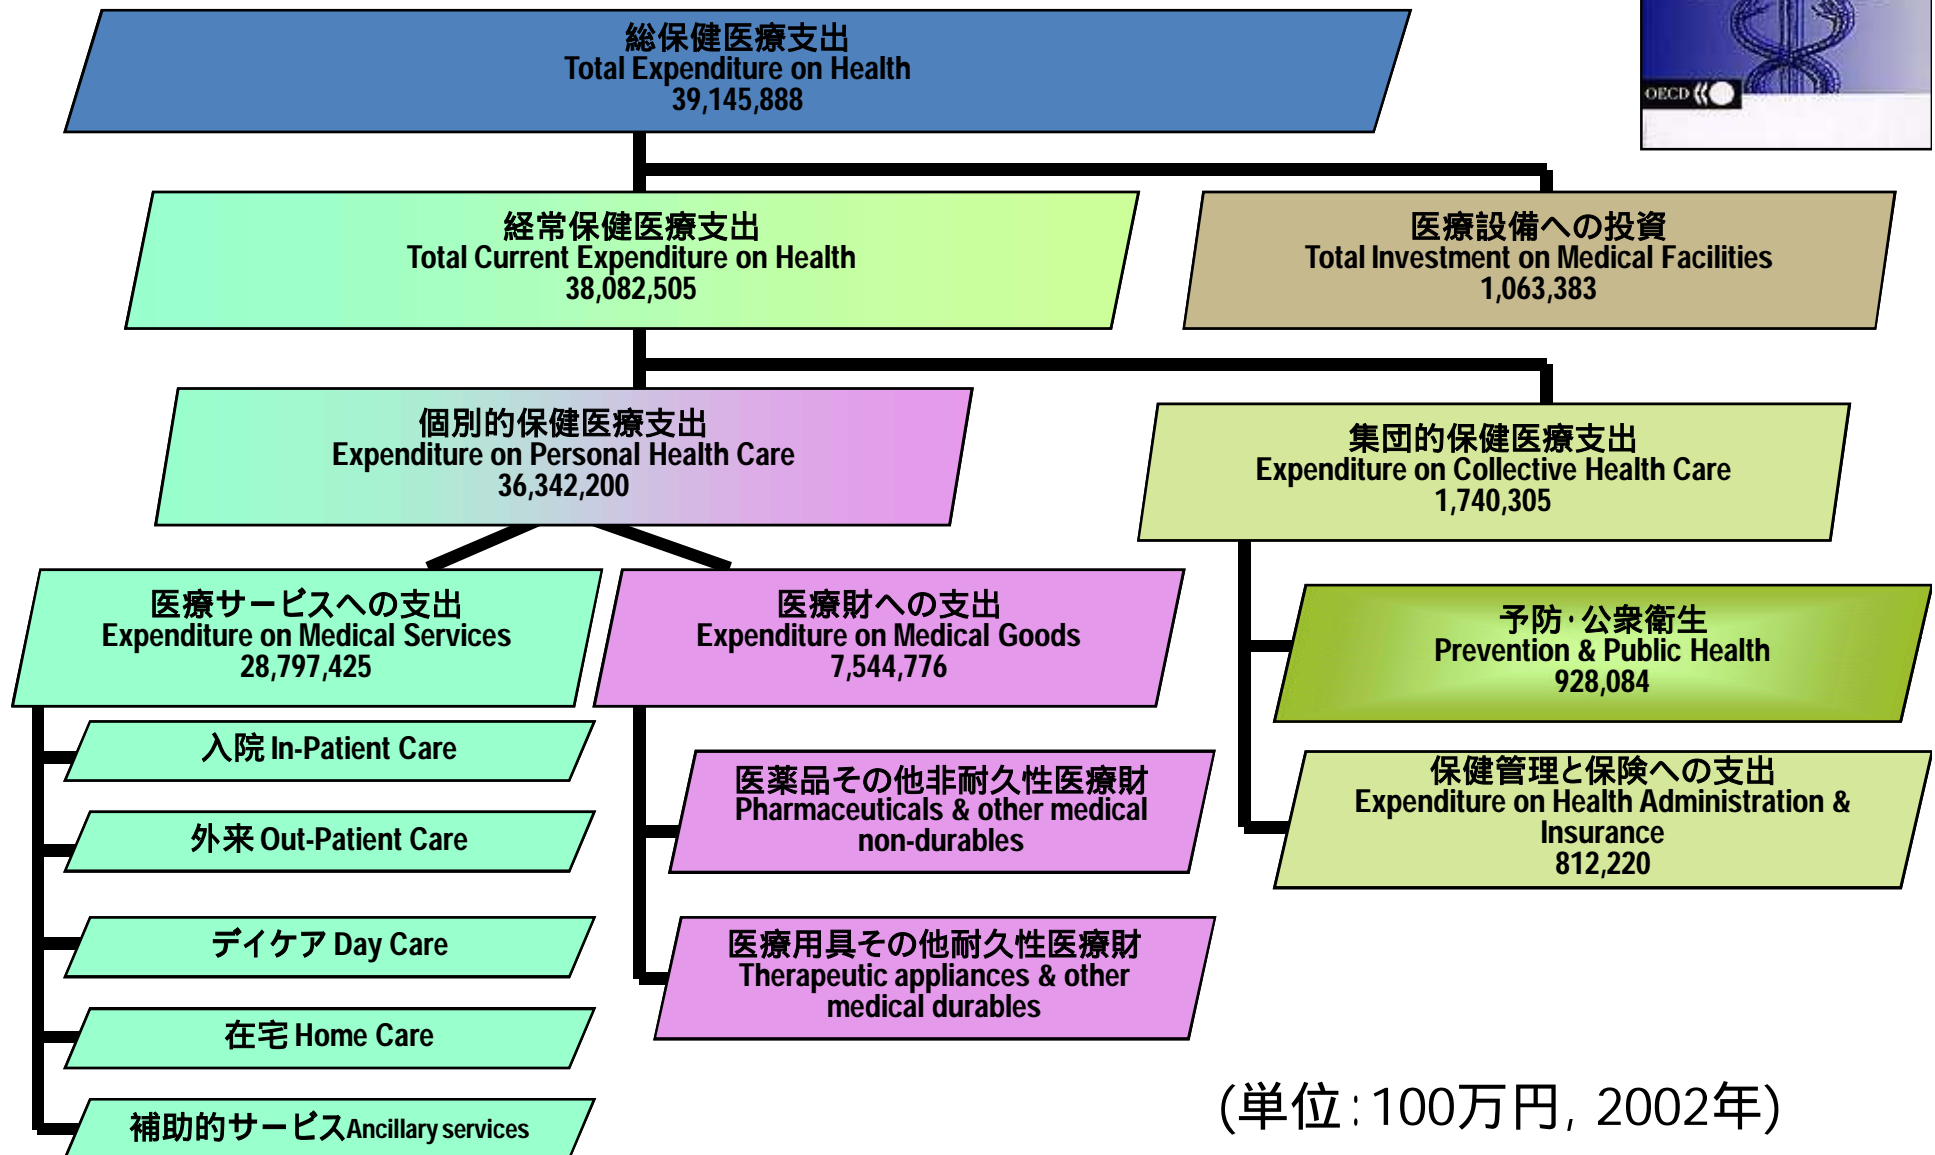 総保健医療支出
Total Expenditure on Health
39,145,888
OECD
経常保健医療支出
Total Current Expenditure on Health
38,082,505
医療設備への投資
Total Investment on Medical Facilities
1,063,383
個別的保健医療支出
Expenditure on Personal Health Care
36,342,200
集団的保健医療支出
Expenditure on Collective Health Care
1,740,305
医療サービスへの支出
Expenditure on Medical Services
28,797,425
医療財への支出
Expenditure on Medical Goods
7,544,776
予防・公衆衛生
Prevention & Public Health
928,084
入院 In-Patient Care
外来 Out-Patient Care
デイケア Day Care
在宅 Home Care
補助的サービス Ancillary services
医薬品その他非耐久性医療財
Pharmaceuticals & other medical
non-durables
医療用具その他耐久性医療財
Therapeutic appliances & other
medical durables
保健管理と保険への支出
Expenditure on Health Administration &
Insurance
812,220
(単位:100万円, 2002年)